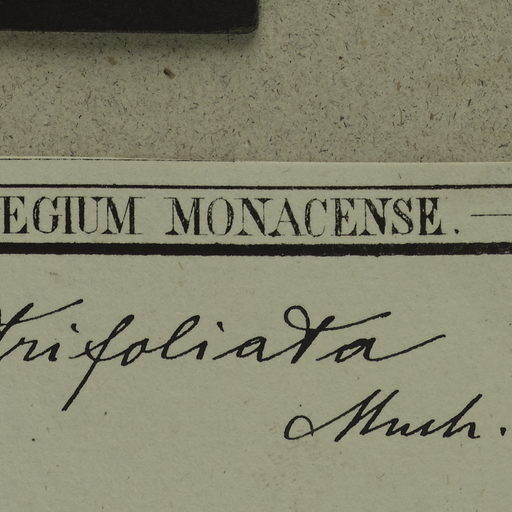 EGIUM MONACENSE.
trifoliata
Much.